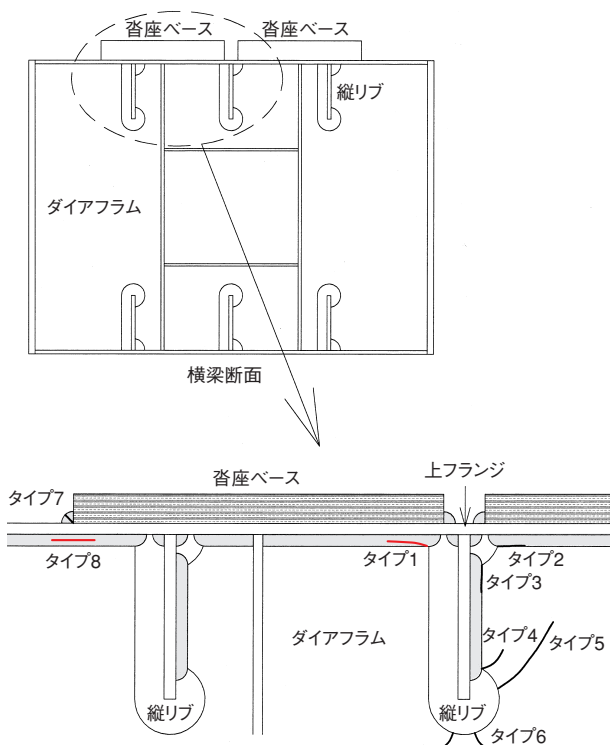 沓座ベース
沓座ベース
縦リブ
ダイアフラム
横梁断面
沓座ベース
上フランジ
タイプ7
タイプ8
タイプ1
タイプ2
タイプ3
タイプ4
タイプ5
ダイアフラム
縦リブ
縦リブ
タイプ6